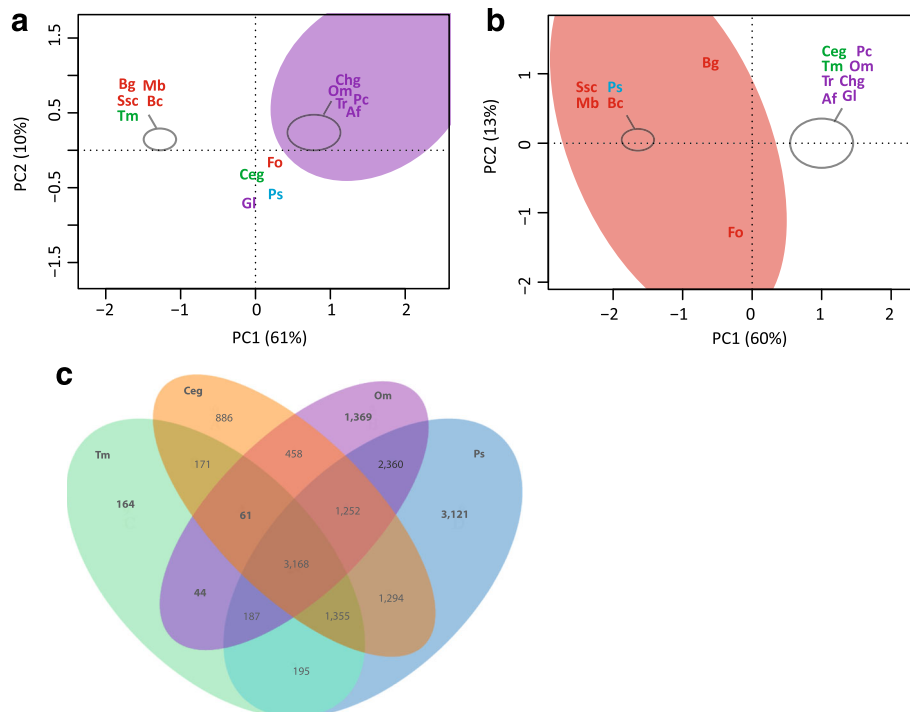 a
1.5
0.5
−0.5
−1.5
PC2 (10%)
Bg Mb
Ssc Bc
Tm
Chg
Om
Tr Pc
Af
Fo
Ceg
Ps
Gl
−2 −1 0 1 2
PC1 (61%)
b
1
0
−1
−2
PC2 (13%)
Bg
Ssc Ps
Mb Bc
Fo
Ceg Pc
Tm Om
Tr Chg
Af Gl
−2 −1 0 1 2
PC1 (60%)
c
Ceg
Om
Tm
Ps
886
1,369
171
458
2,360
164
61
1,252
3,121
3,168
44
1,294
187
1,355
195